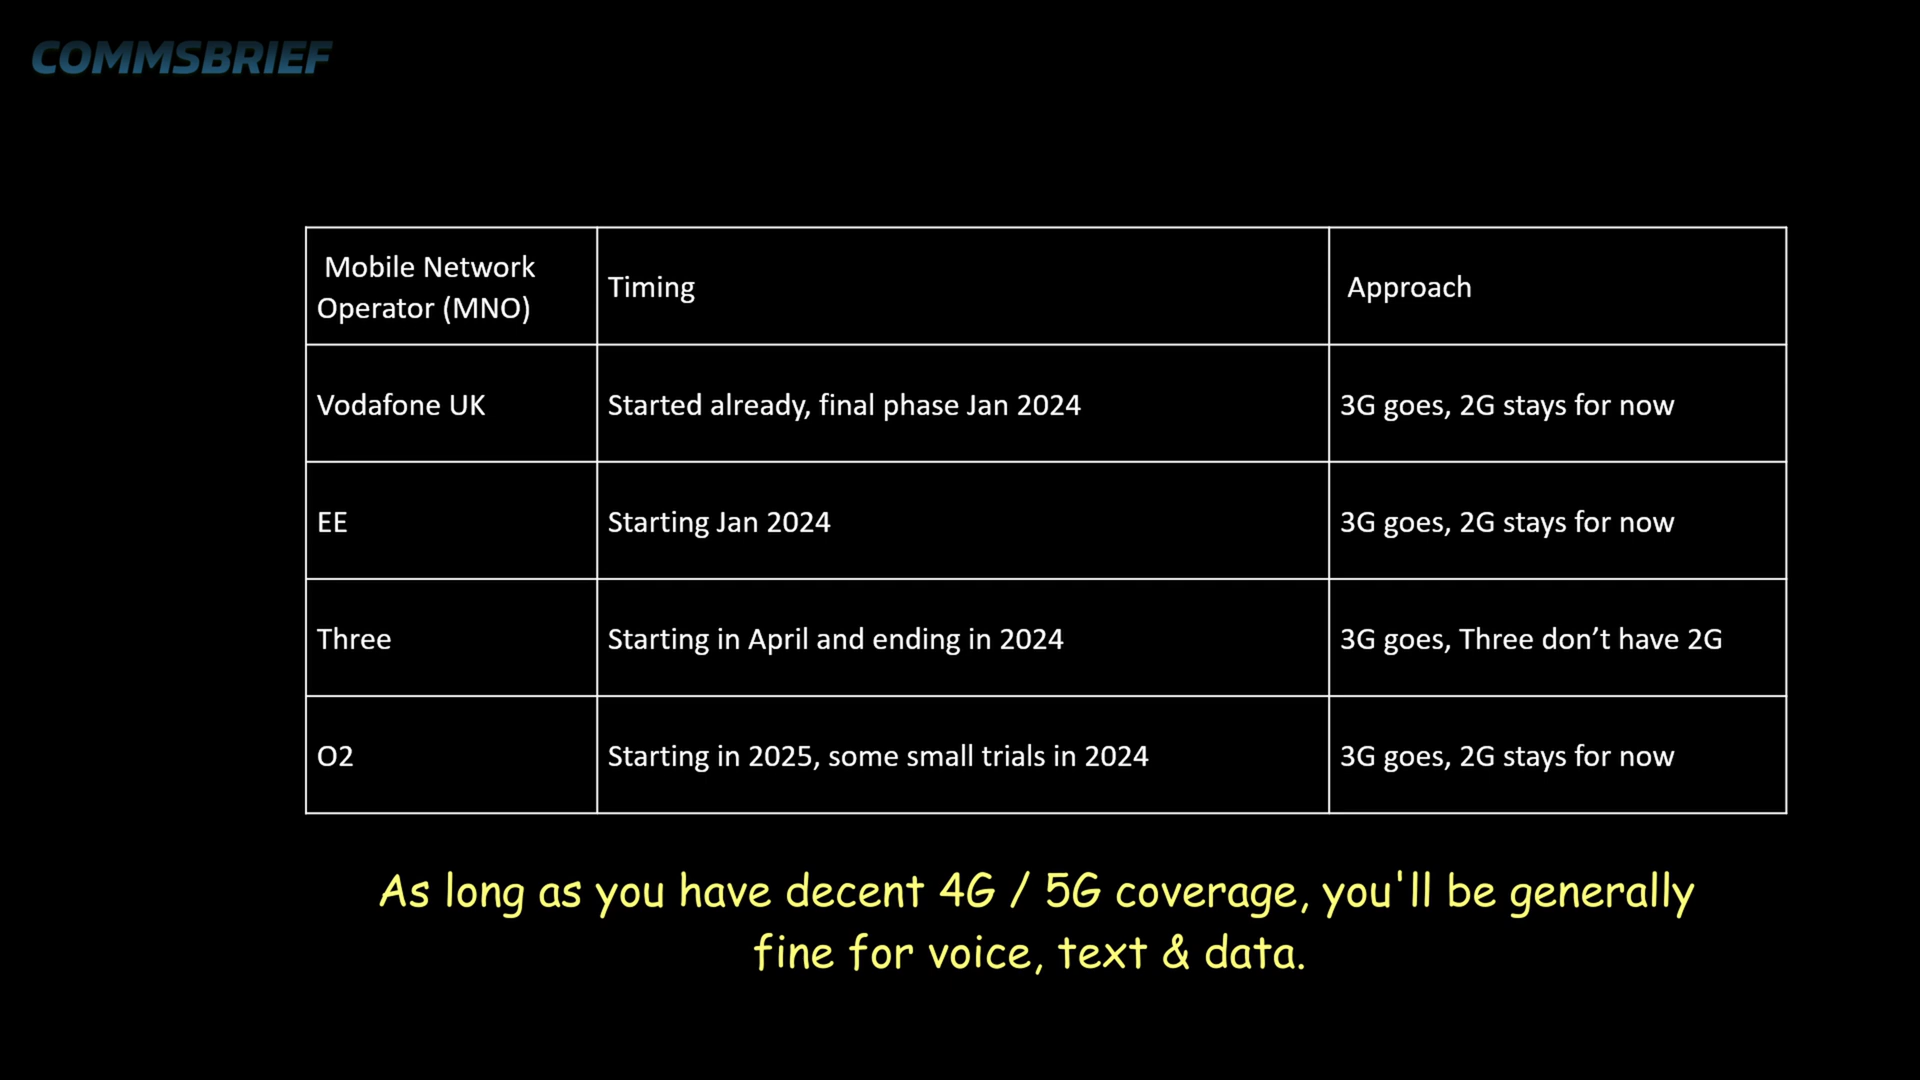 COMMSBRIEF
Mobile Network
Operator (MNO)
Timing
Approach
Vodafone UK
Started already, final phase Jan 2024
3G goes, 2G stays for now
EE
Starting Jan 2024
3G goes, 2G stays for now
Three
Starting in April and ending in 2024
3G goes, Three don’t have 2G
O2
Starting in 2025, some small trials in 2024
3G goes, 2G stays for now
As long as you have decent 4G / 5G coverage, you'll be generally
fine for voice, text & data.